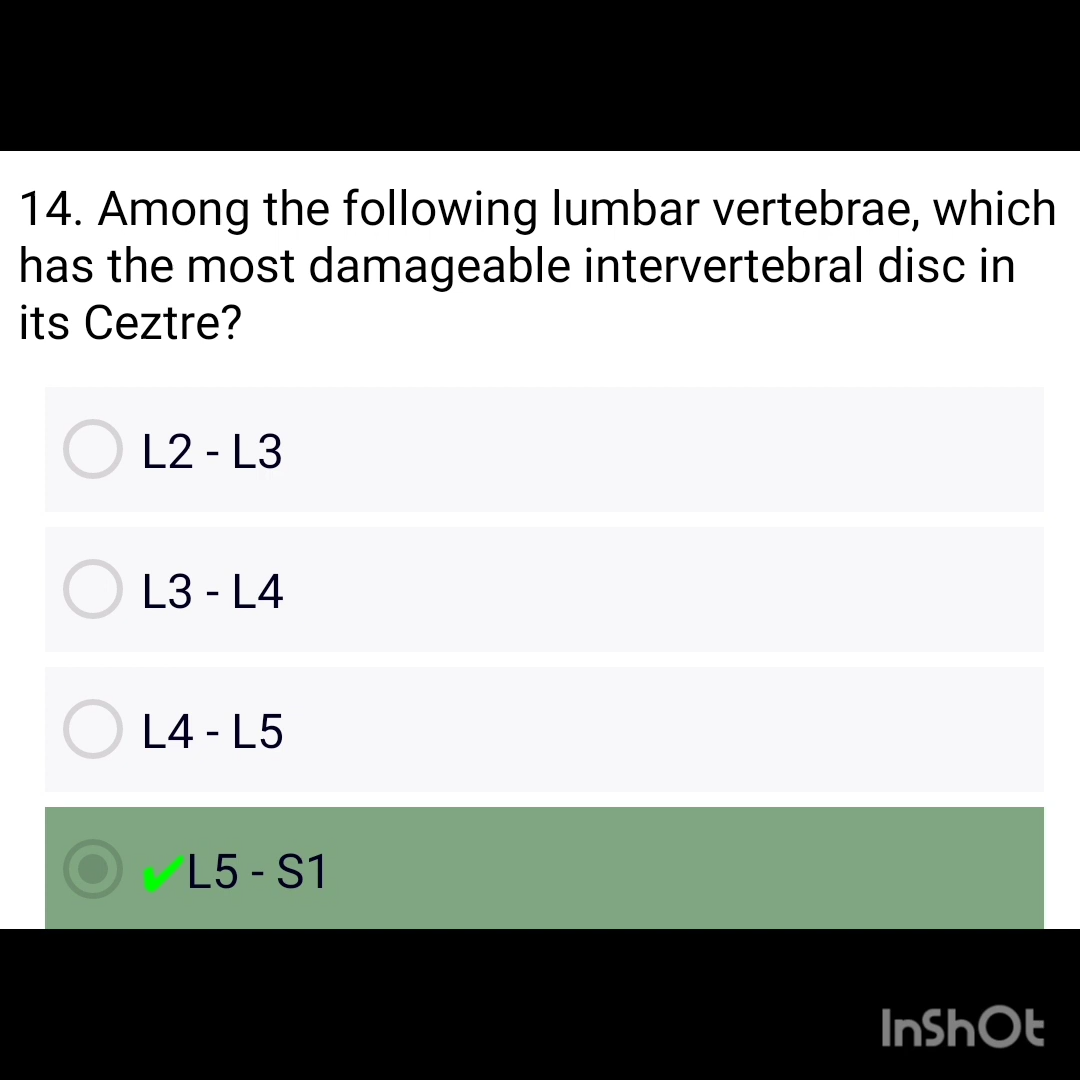 14. Among the following lumbar vertebrae, which
has the most damageable intervertebral disc in
its Ceztre?
L2 - L3
L3 - L4
L4 - L5
✔L5 - S1
InShOt